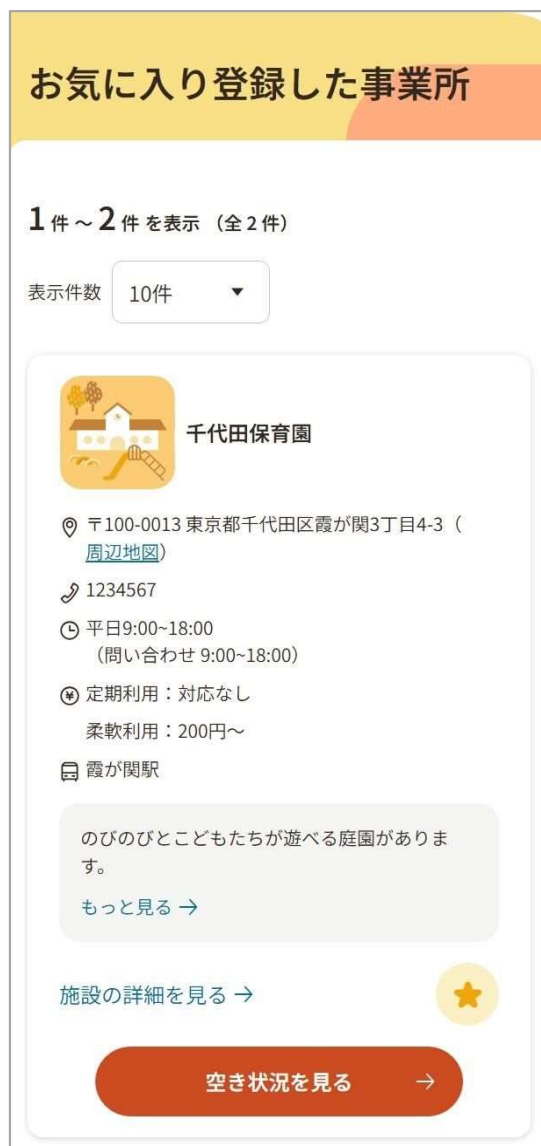 お気に入り登録した事業所
1件 ~ 2件 を表示 （全2件）
表示件数 10件
千代田保育園
〒100-0013 東京都千代田区霞が関3丁目4-3（
周辺地図）
1234567
平日9:00~18:00
（問い合わせ 9:00~18:00）
定期利用：対応なし
柔軟利用：200円～
霞が関駅
のびのびとこどもたちが遊べる庭園がありま
す。
もっと見る →
施設の詳細を見る →
空き状況を見る →